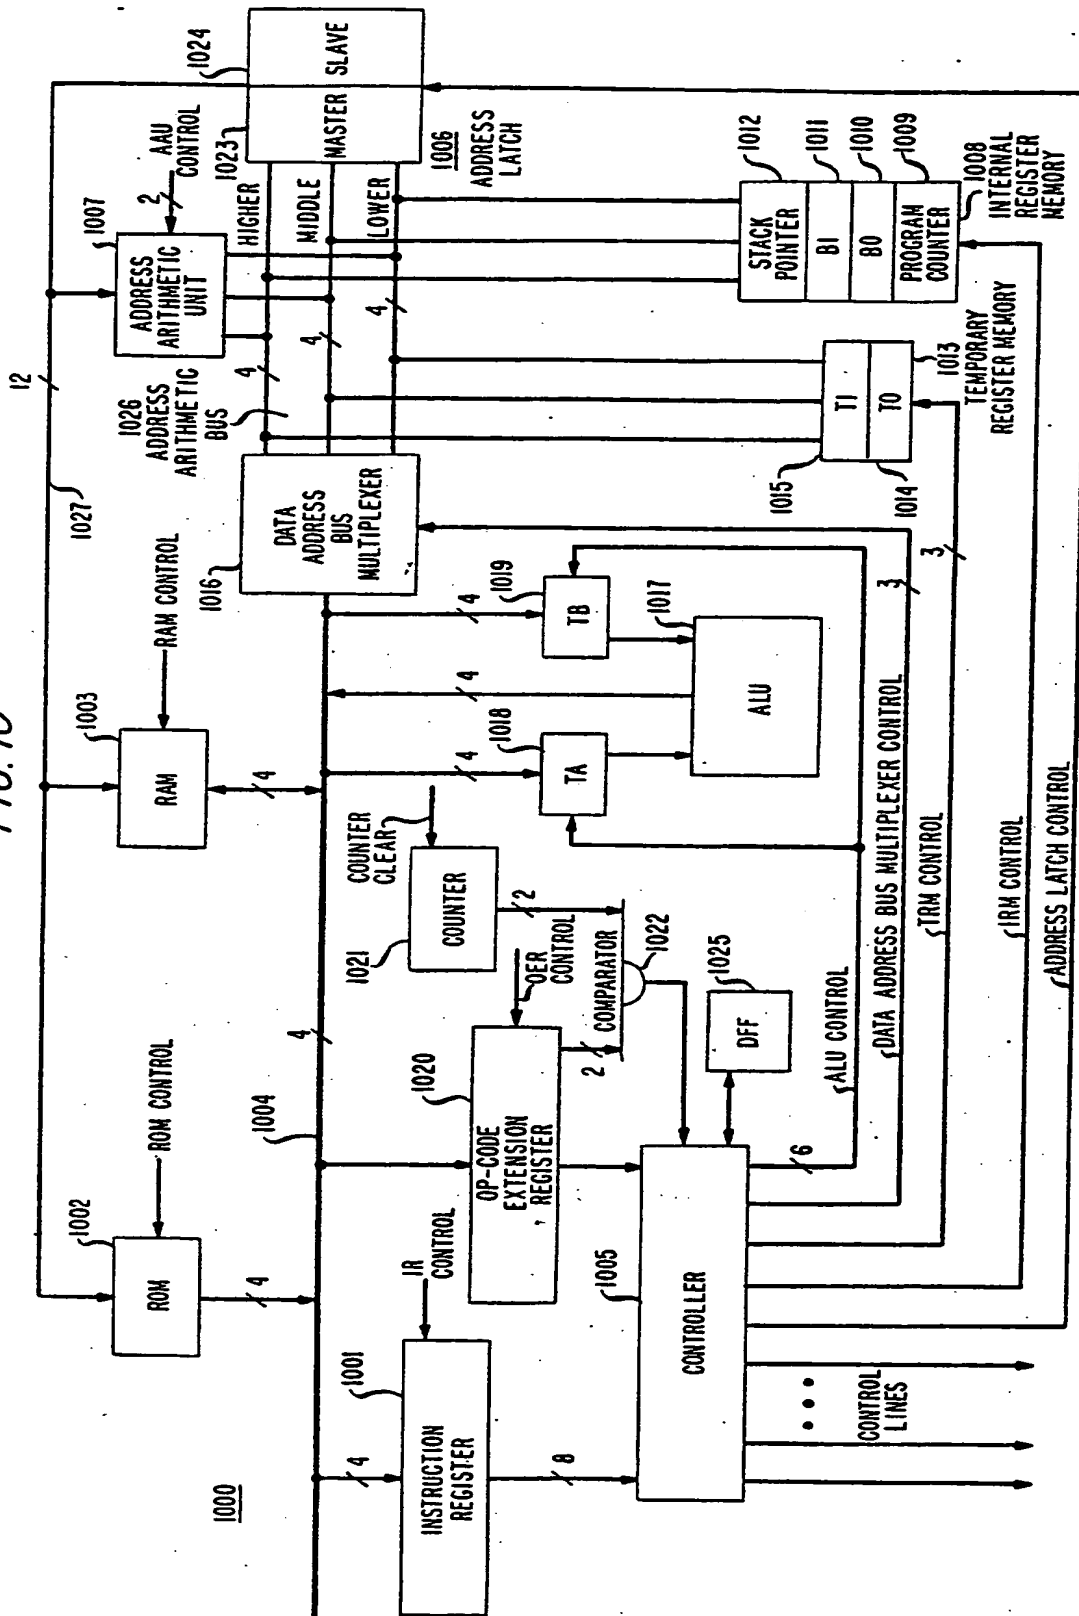 FIG. 10
1000
12
1027
1002
ROM
ROM CONTROL
4
1003
RAM
RAM CONTROL
4
1007
ADDRESS
ARITHMETIC
UNIT
2
AAU
CONTROL
1026
ADDRESS
ARITHMETIC
BUS
4
4
4
HIGHER
MIDDLE
LOWER
1023
1024
MASTER
SLAVE
1006
ADDRESS
LATCH
1004
4
1016
DATA
ADDRESS
BUS
MULTIPLEXER
1001
4
INSTRUCTION
REGISTER
IR
CONTROL
8
1020
OP-CODE
EXTENSION
REGISTER
OER
CONTROL
2
1021
COUNTER
COUNTER
CLEAR
2
COMPARATOR
1022
4
1018
TA
4
4
1019
TB
1017
ALU
1015
T1
T0
1014
1013
TEMPORARY
REGISTER MEMORY
STACK
POINTER
B1
B0
PROGRAM
COUNTER
1012
1011
1010
1009
1008
INTERNAL
REGISTER
MEMORY
1005
CONTROLLER
1025
DFF
6
ALU CONTROL
DATA ADDRESS BUS MULTIPLEXER CONTROL
3
TRM CONTROL
3
IRM CONTROL
ADDRESS LATCH CONTROL
CONTROL
LINES